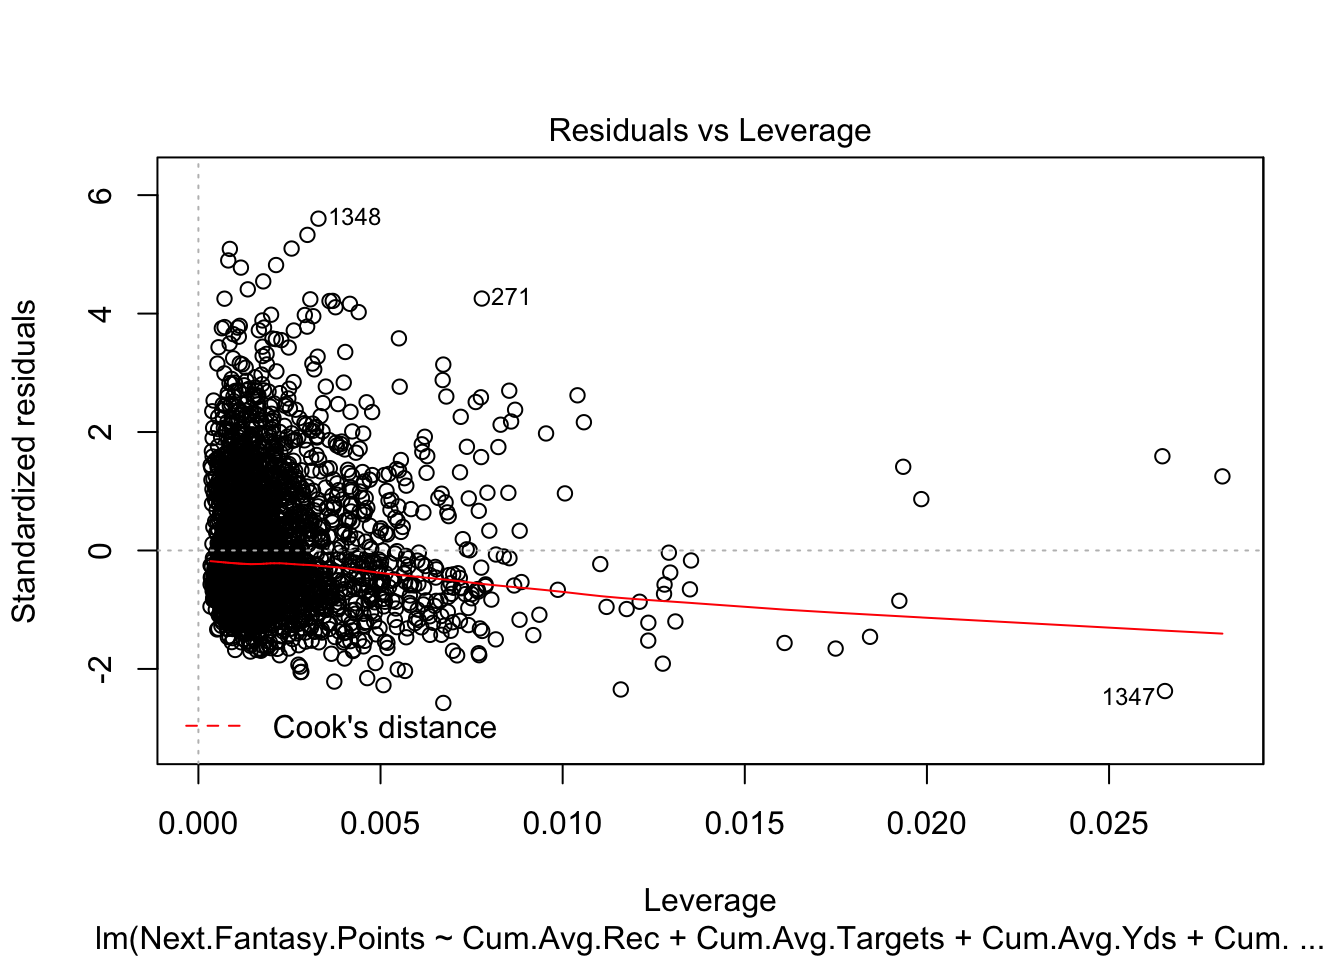 Residuals vs Leverage
Standardized residuals
6
4
2
0
-2
1348
271
1347
Cook's distance
0.000 0.005 0.010 0.015 0.020 0.025
Leverage
lm(Next.Fantasy.Points ~ Cum.Avg.Rec + Cum.Avg.Targets + Cum.Avg.Yds + Cum. ...